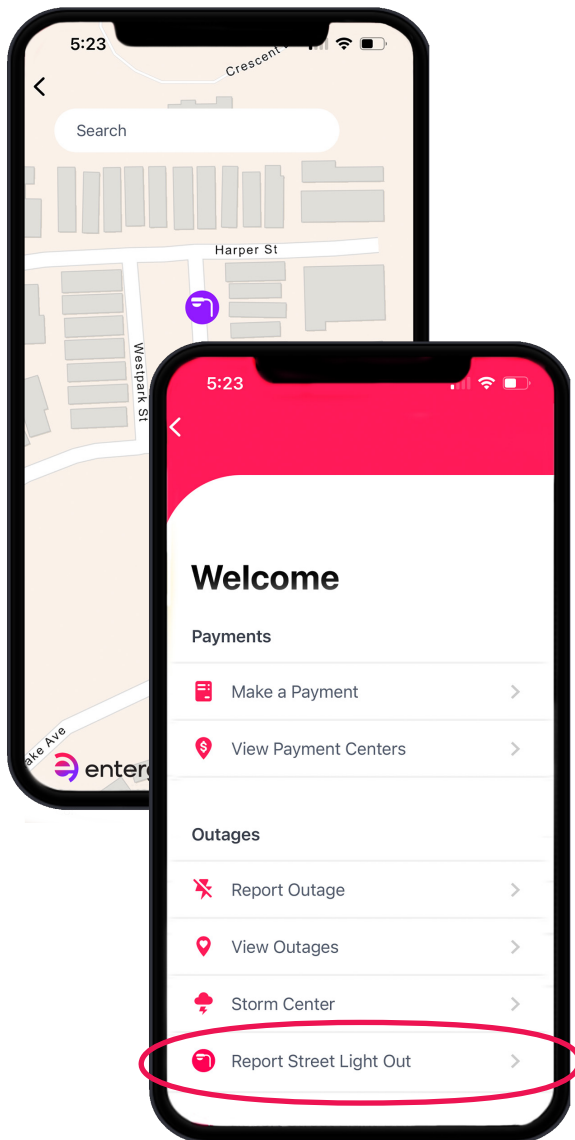 5:23
Crescent
Search
Harper St
Westpark St
ake Ave
enterg
5:23
Welcome
Payments
Make a Payment
View Payment Centers
Outages
Report Outage
View Outages
Storm Center
Report Street Light Out